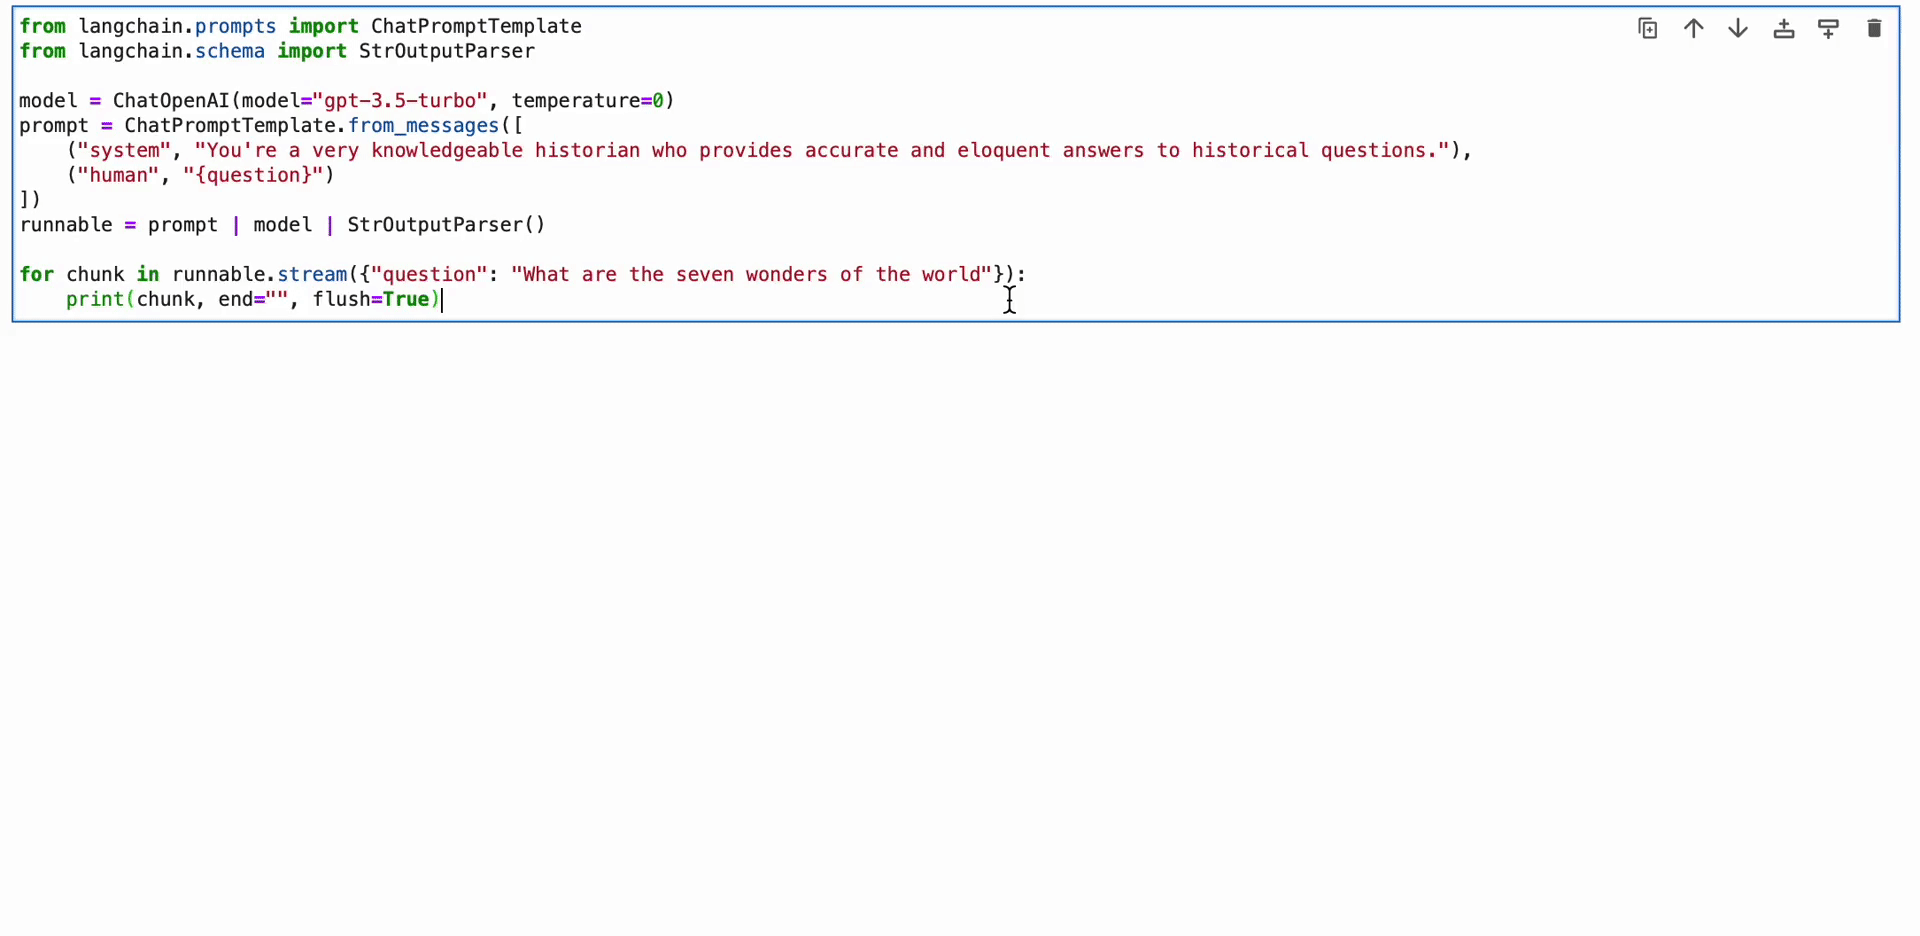 from langchain.prompts import ChatPromptTemplate
from langchain.schema import StrOutputParser

model = ChatOpenAI(model="gpt-3.5-turbo", temperature=0)
prompt = ChatPromptTemplate.from_messages([
    ("system", "You're a very knowledgeable historian who provides accurate and eloquent answers to historical questions."),
    ("human", "{question}")
])
runnable = prompt | model | StrOutputParser()

for chunk in runnable.stream({"question": "What are the seven wonders of the world"}):
    print(chunk, end="", flush=True)